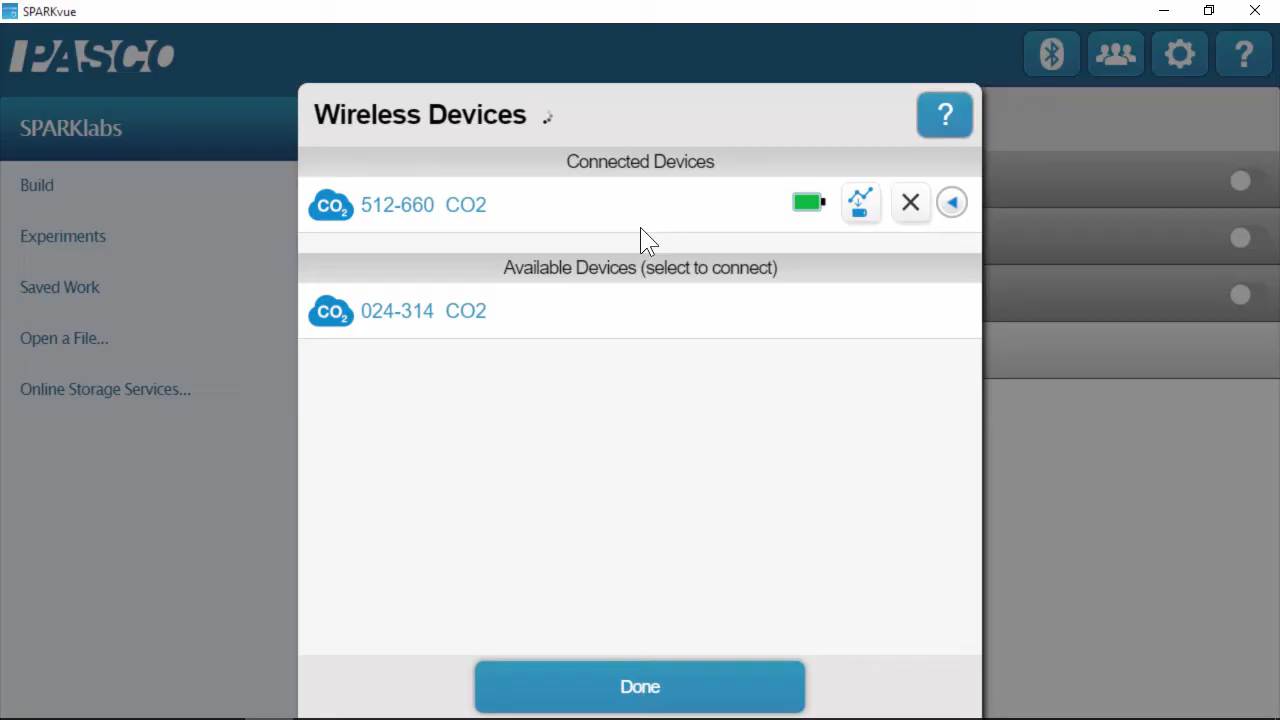 SPARKvue
PASCO
?
SPARKlabs
Build
Experiments
Saved Work
Open a File...
Online Storage Services...
Wireless Devices
?
Connected Devices
CO2 512-660 CO2
Available Devices (select to connect)
CO2 024-314 CO2
Done